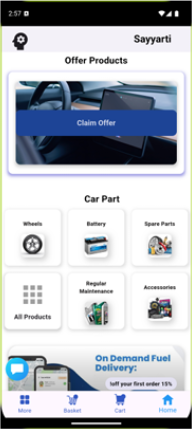 2:57
Sayyarti
Offer Products
Claim Offer
Car Part
Wheels
Battery
Spare Parts
All Products
Regular
Maintenance
Accessories
On Demand Fuel
Delivery:
off your first order 15%
More
Basket
Cart
Home